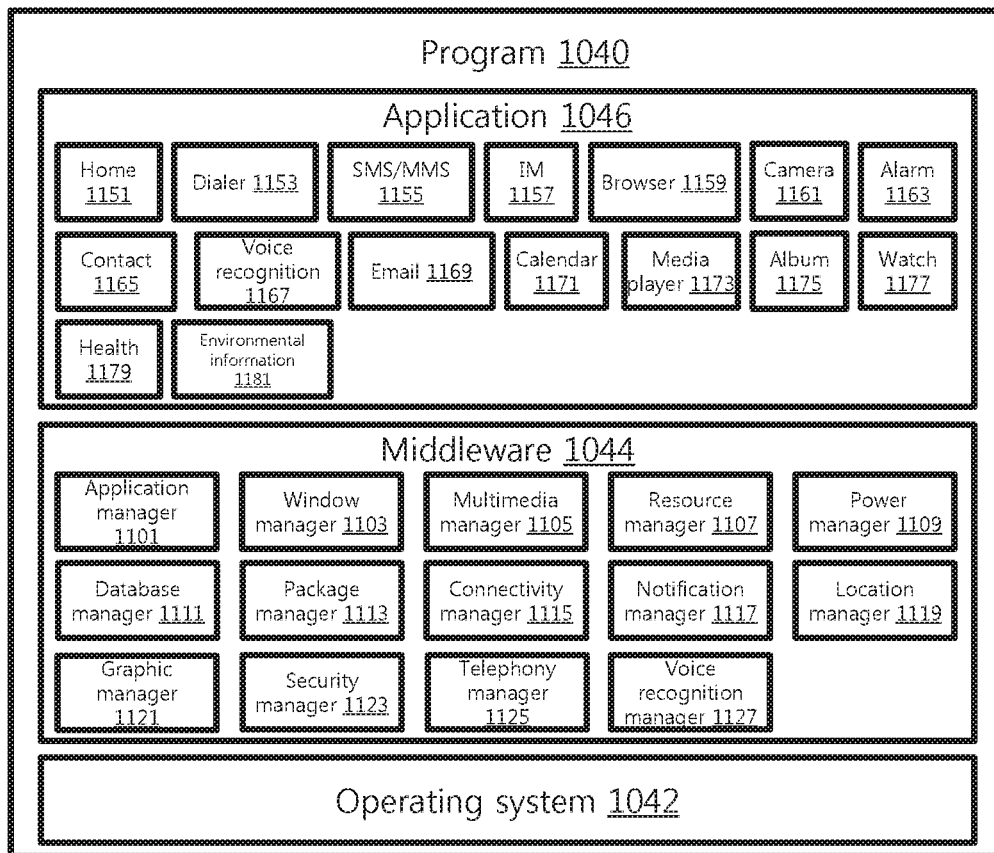 Program 1040
Application 1046
Home
1151
Dialer 1153
SMS/MMS
1155
IM
1157
Browser 1159
Camera
1161
Alarm
1163
Contact
1165
Voice
recognition
1167
Email 1169
Calendar
1171
Media
player 1173
Album
1175
Watch
1177
Health
1179
Environmental
information
1181
Middleware 1044
Application
manager
1101
Window
manager 1103
Multimedia
manager 1105
Resource
manager 1107
Power
manager 1109
Database
manager 1111
Package
manager 1113
Connectivity
manager 1115
Notification
manager 1117
Location
manager 1119
Graphic
manager
1121
Security
manager 1123
Telephony
manager
1125
Voice
recognition
manager 1127
Operating system 1042